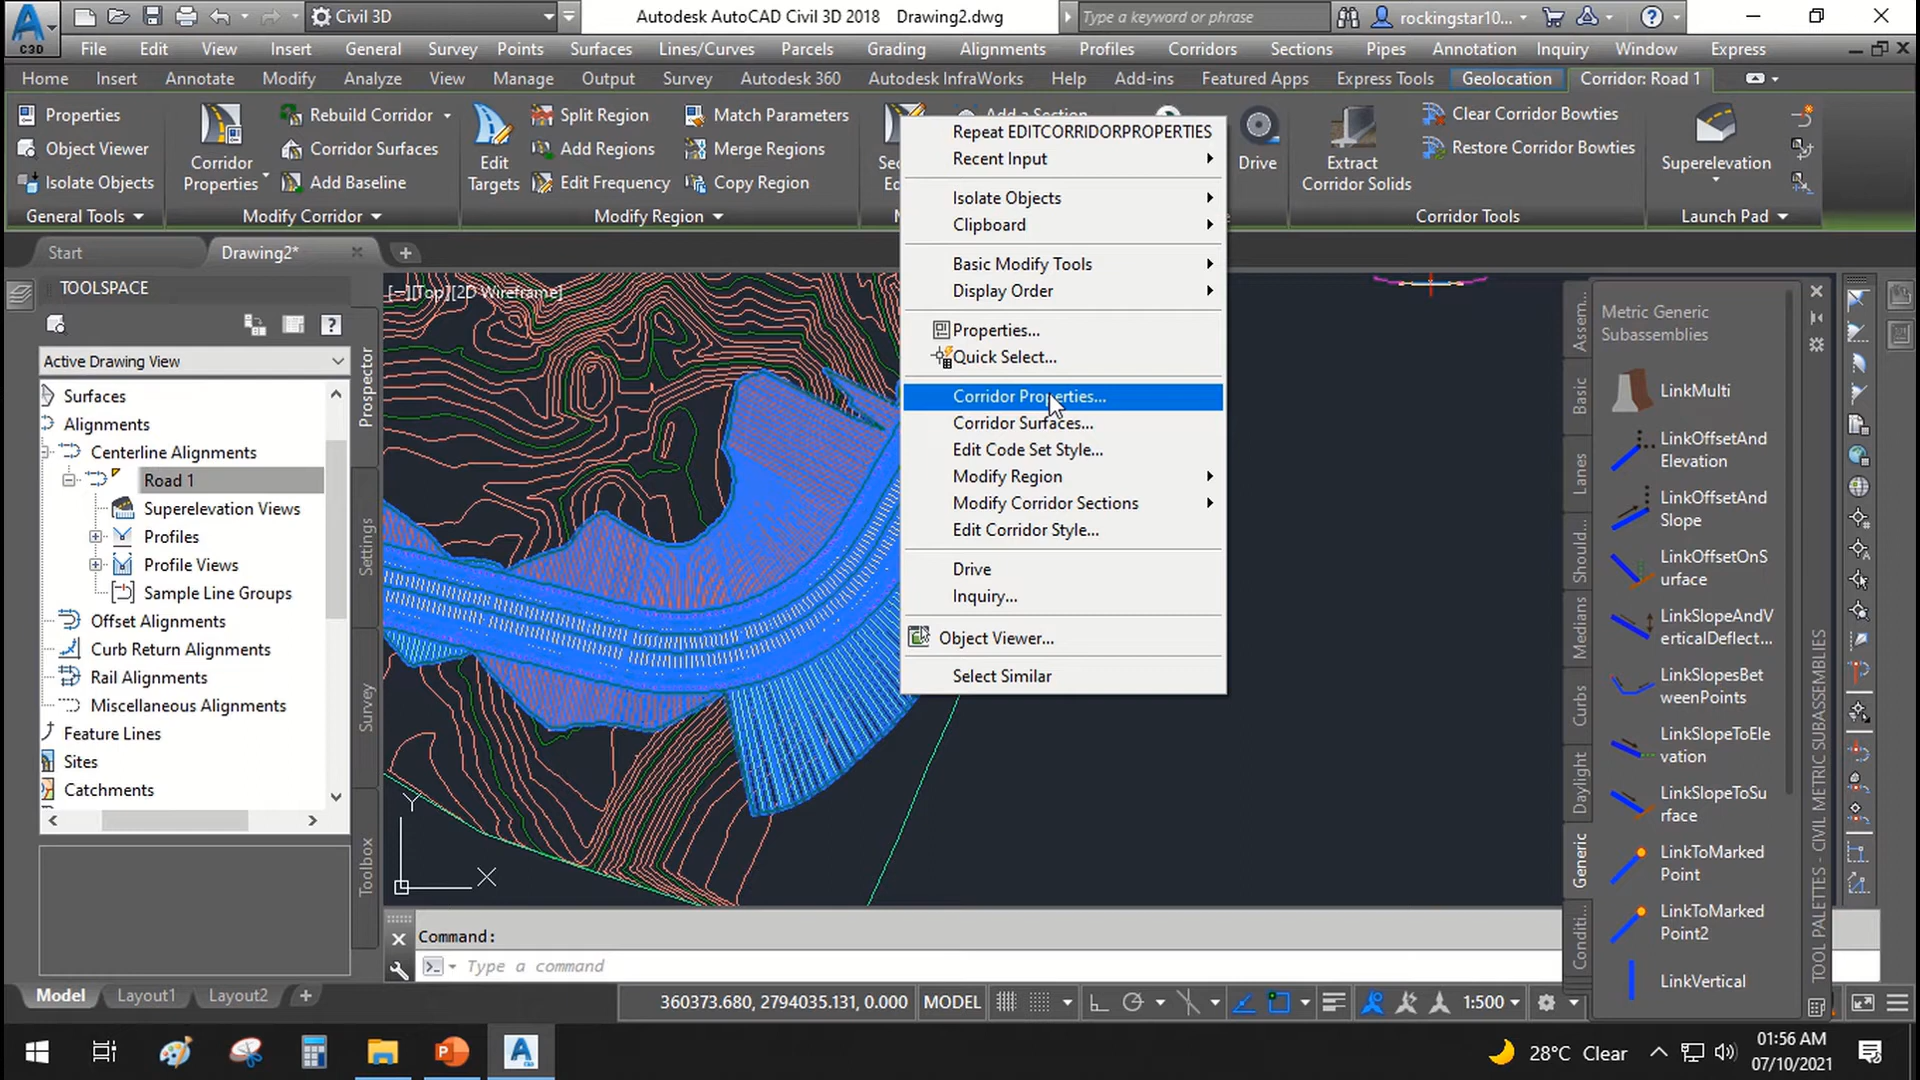 Civil 3D
Autodesk AutoCAD Civil 3D 2018 Drawing2.dwg
Type a keyword or phrase
rockingstar10...
C3D
File Edit View Insert General Survey Points Surfaces Lines/Curves Parcels Grading Alignments Profiles Corridors Sections Pipes Annotation Inquiry Window Express
Home Insert Annotate Modify Analyze View Manage Output Survey Autodesk 360 Autodesk InfraWorks Help Add-ins Featured Apps Express Tools Geolocation Corridor: Road 1
Properties
Object Viewer
Isolate Objects
General Tools
Corridor
Properties
Rebuild Corridor
Corridor Surfaces
Add Baseline
Modify Corridor
Edit
Targets
Split Region
Add Regions
Edit Frequency
Match Parameters
Merge Regions
Copy Region
Modify Region
Drive
Extract
Corridor Solids
Clear Corridor Bowties
Restore Corridor Bowties
Corridor Tools
Superelevation
Launch Pad
Start
Drawing2*
TOOLSPACE
Active Drawing View
Surfaces
Alignments
Centerline Alignments
Road 1
Superelevation Views
Profiles
Profile Views
Sample Line Groups
Offset Alignments
Curb Return Alignments
Rail Alignments
Miscellaneous Alignments
Feature Lines
Sites
Catchments
Prospector
Settings
Survey
Toolbox
[−][Top][2D Wireframe]
Y
X
Repeat EDITCORRIDORPROPERTIES
Recent Input
Isolate Objects
Clipboard
Basic Modify Tools
Display Order
Properties...
Quick Select...
Corridor Properties...
Corridor Surfaces...
Edit Code Set Style...
Modify Region
Modify Corridor Sections
Edit Corridor Style...
Drive
Inquiry...
Object Viewer...
Select Similar
Assem...
Basic
Lanes
Should...
Medians
Curbs
Daylight
Generic
Conditi...
Metric Generic
Subassemblies
LinkMulti
LinkOffsetAnd
Elevation
LinkOffsetAnd
Slope
LinkOffsetOnS
urface
LinkSlopeAndV
erticalDeflect...
LinkSlopesBet
weenPoints
LinkSlopeToEle
vation
LinkSlopeToSu
rface
LinkToMarked
Point
LinkToMarked
Point2
LinkVertical
TOOL PALETTES - CIVIL METRIC SUBASSEMBLIES
Command:
Type a command
Model Layout1 Layout2
360373.680, 2794035.131, 0.000 MODEL 1:500
28°C Clear
01:56 AM
07/10/2021